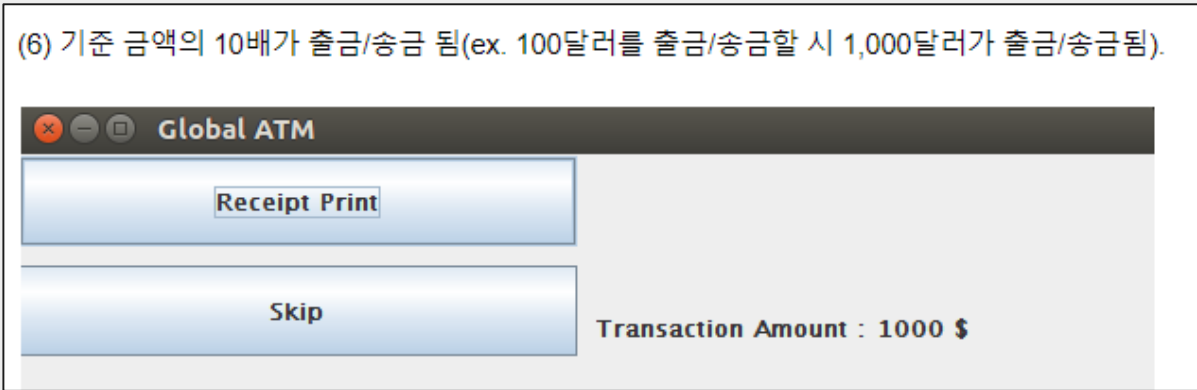 (6) 기준 금액의 10배가 출금/송금 됨(ex. 100달러를 출금/송금할 시 1,000달러가 출금/송금됨).
Global ATM
Receipt Print
Skip
Transaction Amount : 1000 $